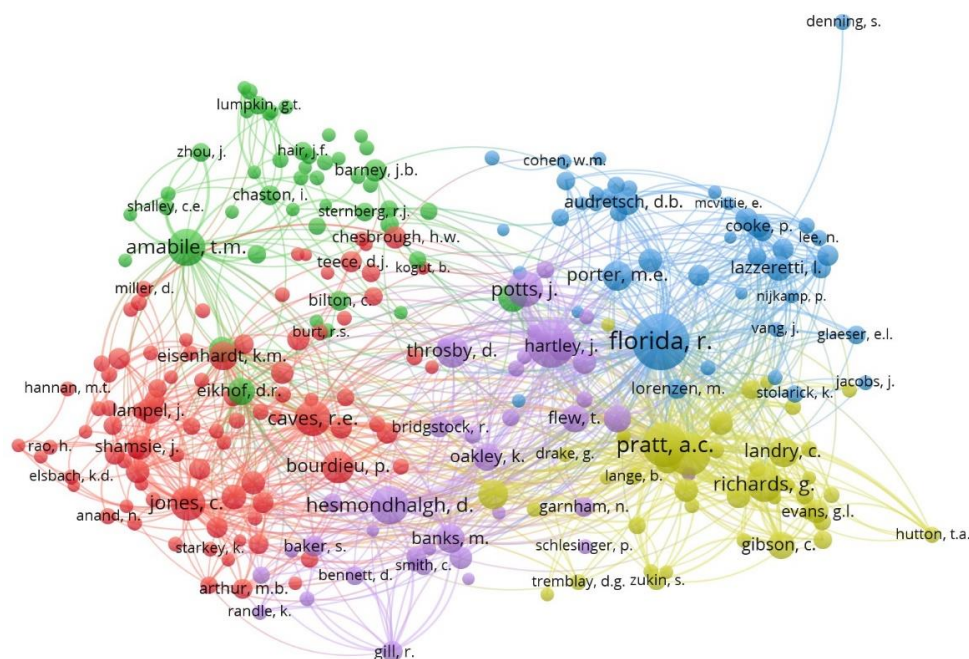 denning, s.
lumpkin, g.t.
zhou, j.
hair, j.f.
barney, j.b.
cohen, w.m.
chaston, i.
shalley, c.e.
sternberg, r.j.
audretsch, d.b.
mcvittie, e.
cooke, p.
lee, n.
chesbrough, h.w.
amabile, t.m.
teece, d.j.
kogut, b.
porter, m.e.
lazzeretti, l.
miller, d.
potts, j.
nijkamp, p.
bilton, c.
burt, r.s.
vang, j.
glaeser, e.l.
florida, r.
hartley, j.
throsby, d.
eisenhardt, k.m.
hannan, m.t.
eikhof, d.r.
lorenzen, m.
jacobs, j.
stolarick, k.
lampel, j.
caves, r.e.
flew, t.
bridgstock, r.
rao, h.
shamsie, j.
pratt, a.c.
landry, c.
oakley, k.
drake, g.
bourdieu, p.
elsbach, k.d.
lange, b.
richards, g.
jones, c.
hesmondhalgh, d.
garnham, n.
evans, g.l.
anand, n.
hutton, t.a.
starkey, k.
baker, s.
banks, m.
schlesinger, p.
gibson, c.
smith, c.
bennett, d.
tremblay, d.g.
zukin, s.
arthur, m.b.
randle, k.
gill, r.